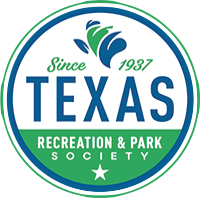 Since 1937
TEXAS
RECREATION & PARK
SOCIETY